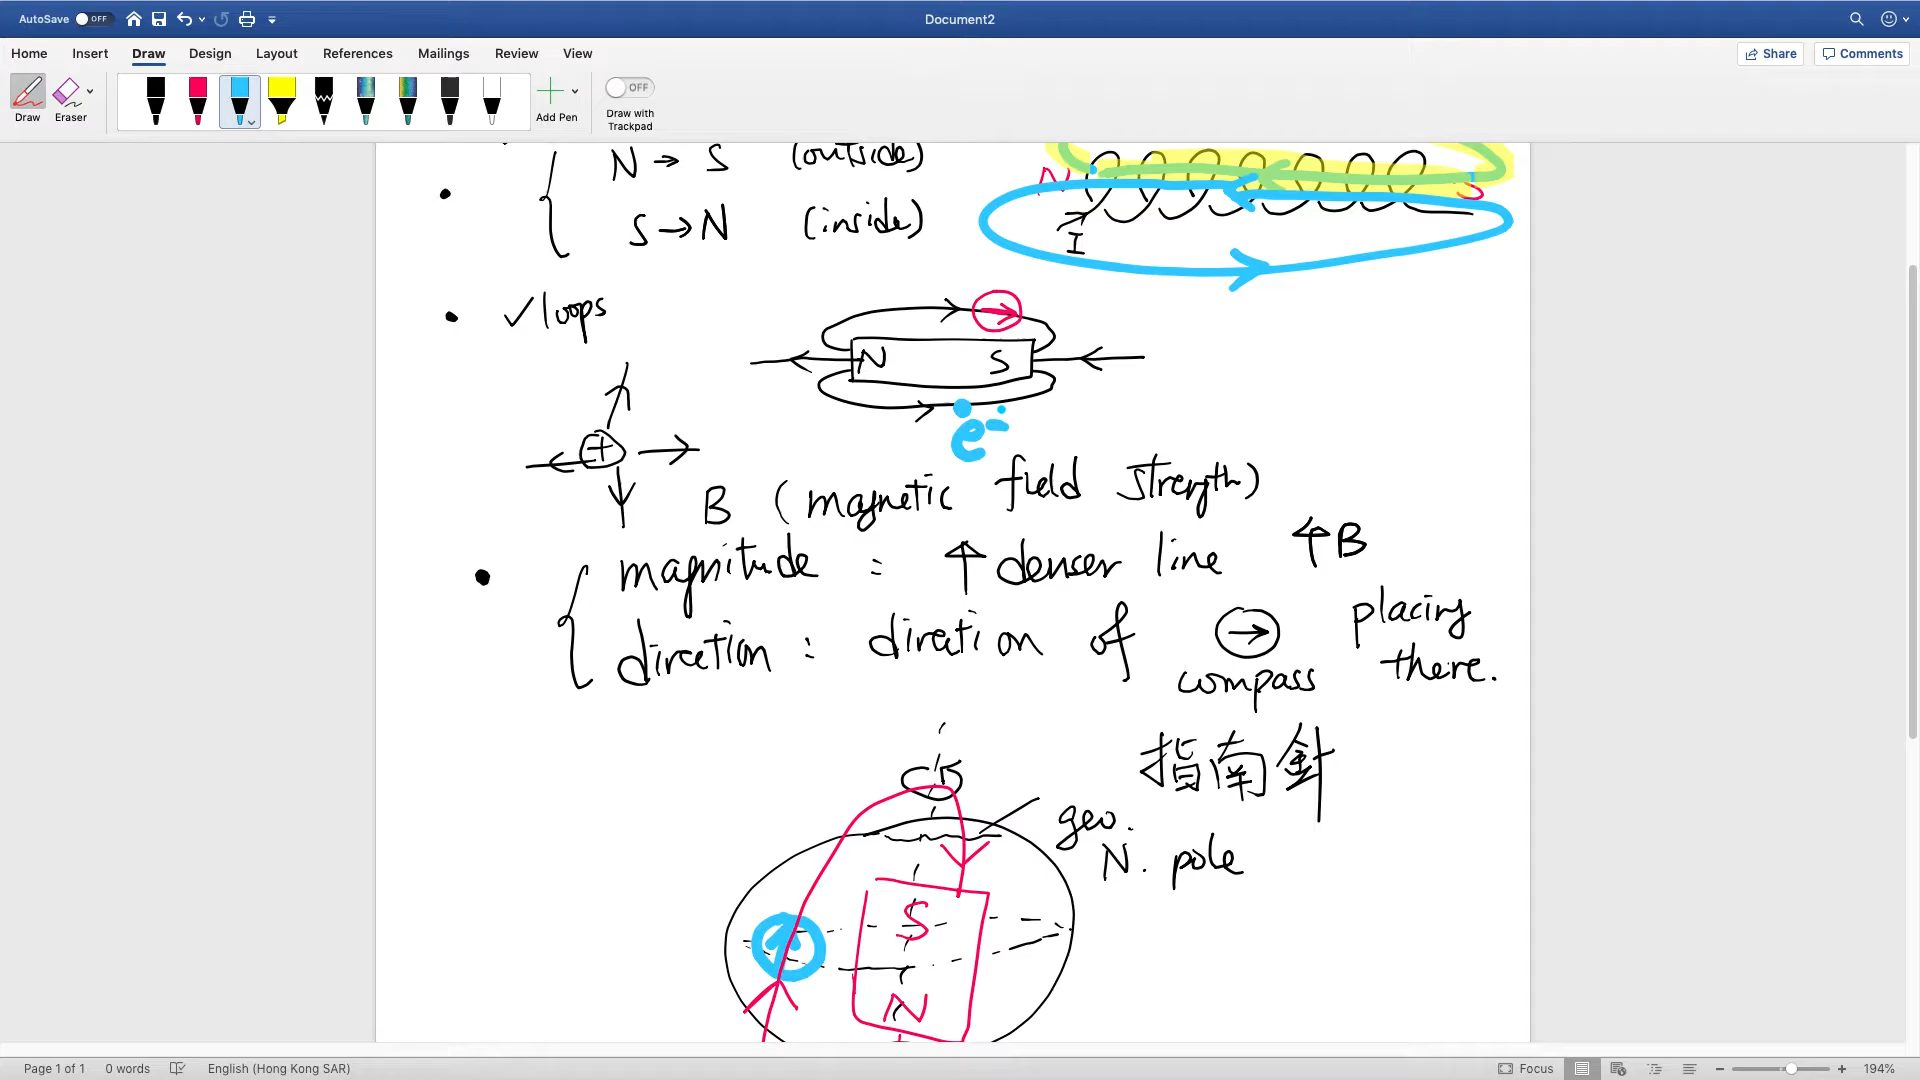 AutoSave OFF Document2
Home Insert Draw Design Layout References Mailings Review View Share Comments
OFF
Draw Eraser Add Pen Draw with
Trackpad
N → S (outside)
S → N (inside)
N S
I
✓ loops
N S
e-
+
B (magnetic field strength)
magnitude : ↑ denser line ↑B
direction : direction of → placing
compass there.
指南針
geo.
N. pole
S
N
Page 1 of 1 0 words English (Hong Kong SAR) Focus 194%